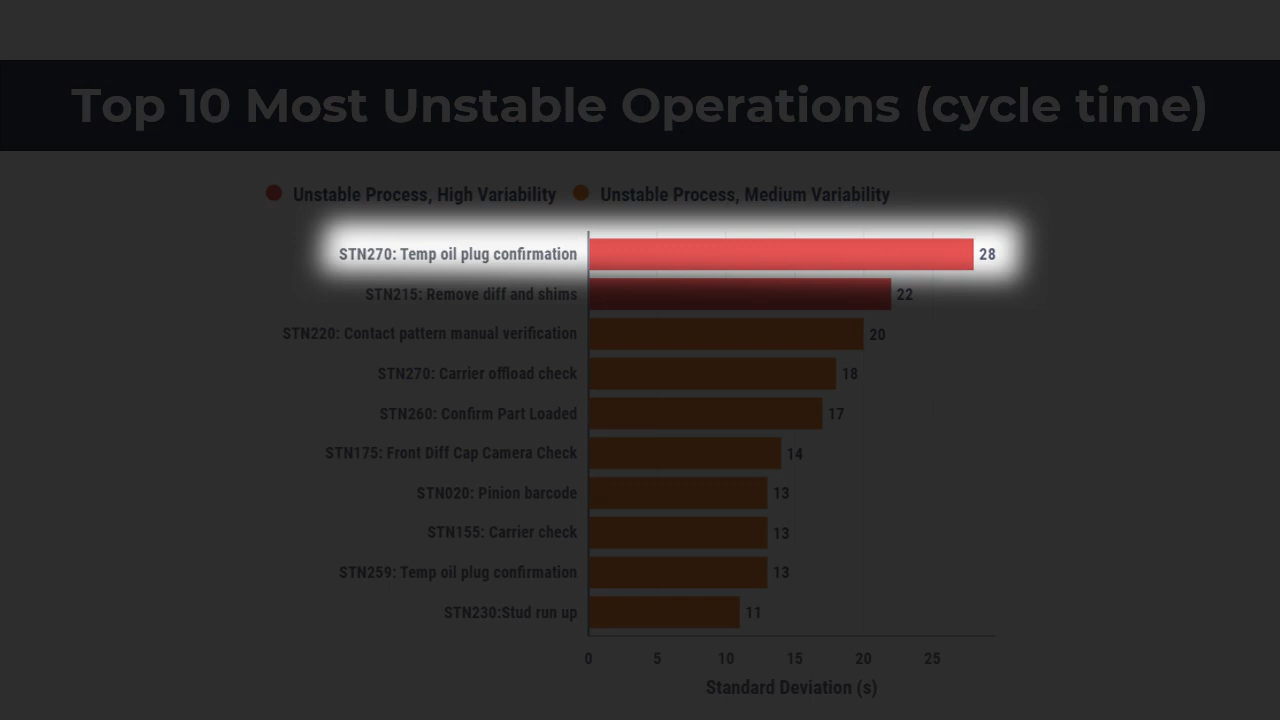 Top 10 Most Unstable Operations (cycle time)
Unstable Process, High Variability Unstable Process, Medium Variability
STN270: Temp oil plug confirmation 28
STN215: Remove diff and shims 22
STN220: Contact pattern manual verification 20
STN270: Carrier offload check 18
STN260: Confirm Part Loaded 17
STN175: Front Diff Cap Camera Check 14
STN020: Pinion barcode 13
STN155: Carrier check 13
STN259: Temp oil plug confirmation 13
STN230:Stud run up 11
0 5 10 15 20 25
Standard Deviation (s)